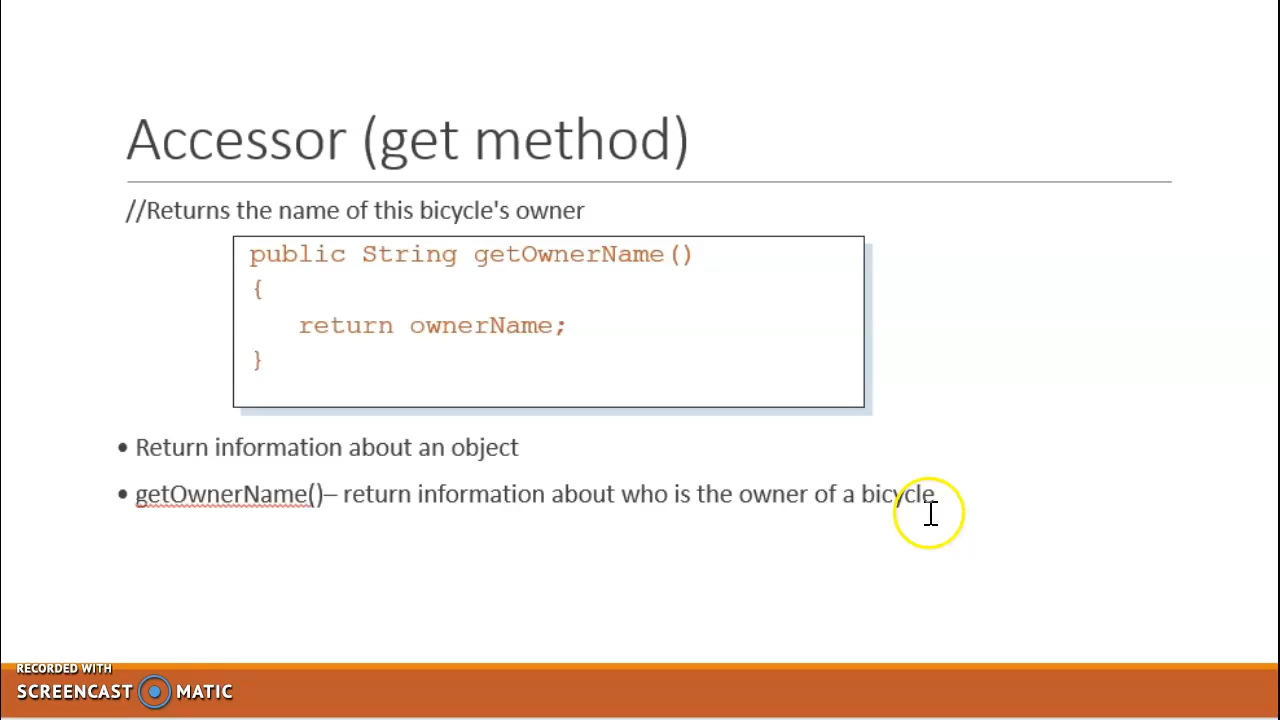 Accessor (get method)
//Returns the name of this bicycle's owner
public String getOwnerName()
{
return ownerName;
}
• Return information about an object
• getOwnerName()– return information about who is the owner of a bicycle
RECORDED WITH
SCREENCAST MATIC